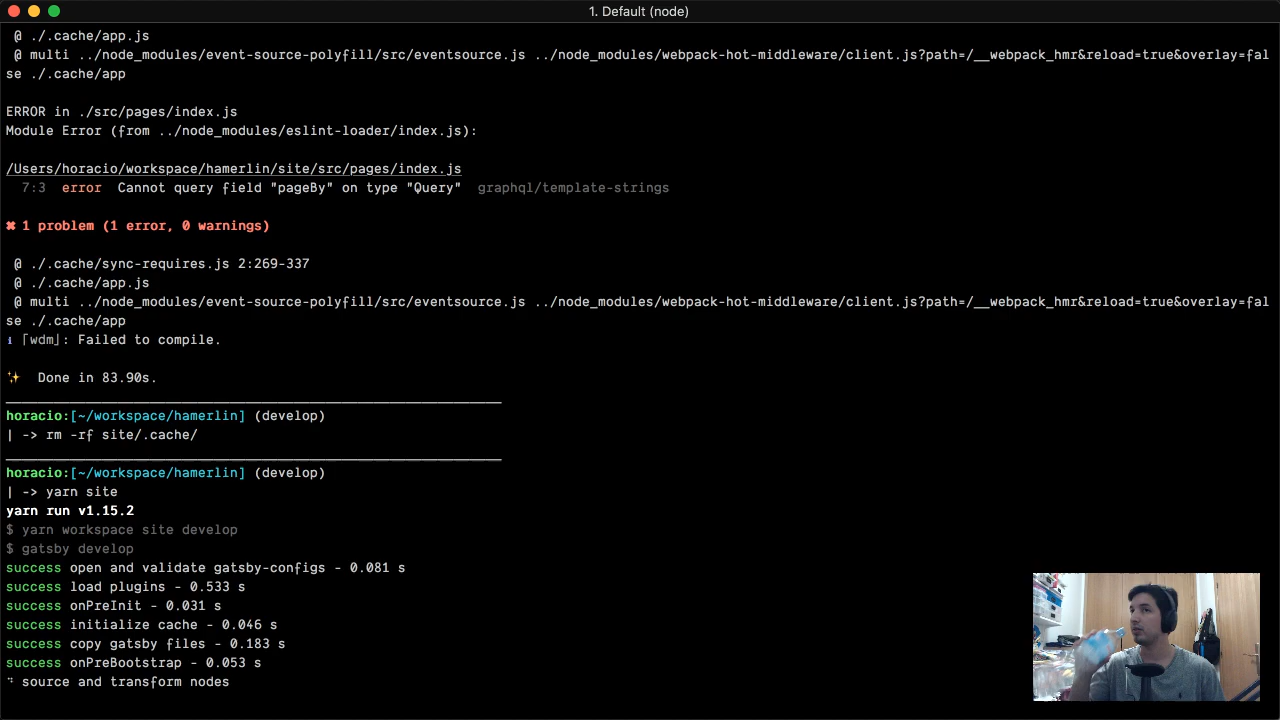 1. Default (node)
@ ./.cache/app.js
@ multi ../node_modules/event-source-polyfill/src/eventsource.js ../node_modules/webpack-hot-middleware/client.js?path=/__webpack_hmr&reload=true&overlay=fal
se ./.cache/app
ERROR in ./src/pages/index.js
Module Error (from ../node_modules/eslint-loader/index.js):
/Users/horacio/workspace/hamerlin/site/src/pages/index.js
7:3  error  Cannot query field "pageBy" on type "Query"  graphql/template-strings
✖ 1 problem (1 error, 0 warnings)
@ ./.cache/sync-requires.js 2:269-337
@ ./.cache/app.js
@ multi ../node_modules/event-source-polyfill/src/eventsource.js ../node_modules/webpack-hot-middleware/client.js?path=/__webpack_hmr&reload=true&overlay=fal
se ./.cache/app
ℹ ｢wdm｣: Failed to compile.
✨  Done in 83.90s.
horacio:[~/workspace/hamerlin] (develop)
| -> rm -rf site/.cache/
horacio:[~/workspace/hamerlin] (develop)
| -> yarn site
yarn run v1.15.2
$ yarn workspace site develop
$ gatsby develop
success open and validate gatsby-configs - 0.081 s
success load plugins - 0.533 s
success onPreInit - 0.031 s
success initialize cache - 0.046 s
success copy gatsby files - 0.183 s
success onPreBootstrap - 0.053 s
source and transform nodes